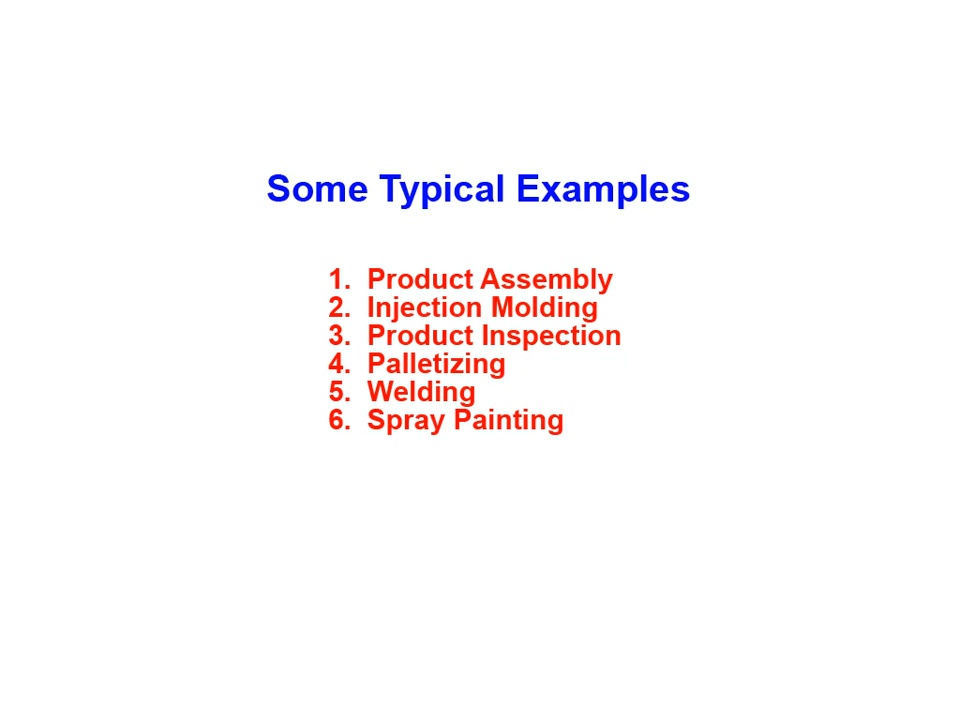 Some Typical Examples
1. Product Assembly
2. Injection Molding
3. Product Inspection
4. Palletizing
5. Welding
6. Spray Painting